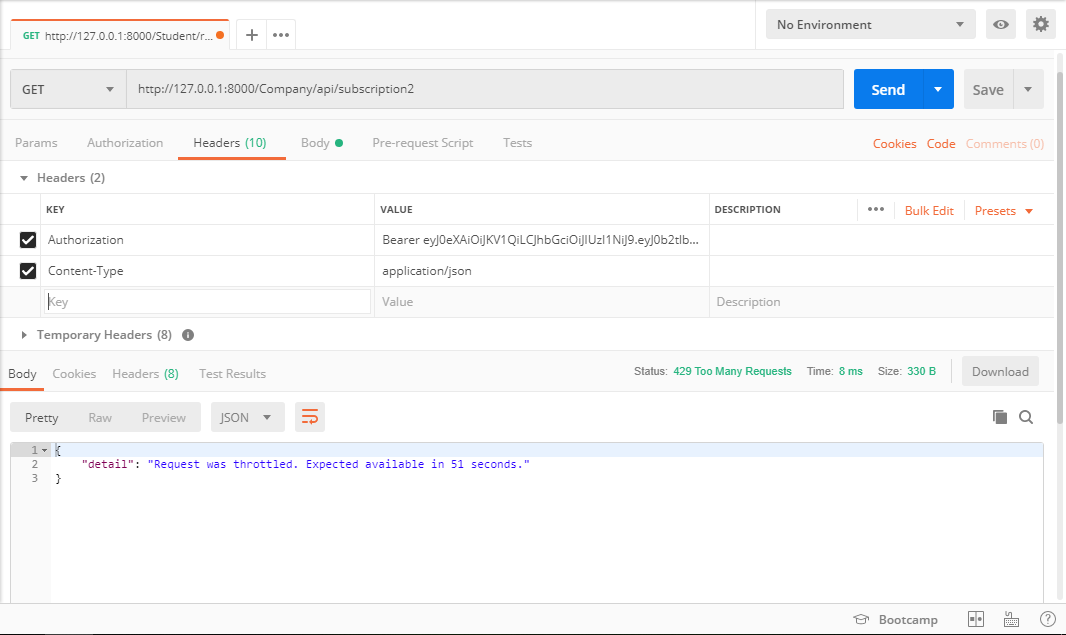 GET http://127.0.0.1:8000/Student/r...
No Environment
GET http://127.0.0.1:8000/Company/api/subscription2 Send Save
Params Authorization Headers (10) Body Pre-request Script Tests Cookies Code Comments (0)
Headers (2)
KEY VALUE DESCRIPTION Bulk Edit Presets
Authorization Bearer eyJ0eXAiOiJKV1QiLCJhbGciOiJIUzI1NiJ9.eyJ0b2tlb...
Content-Type application/json
Key Value Description
Temporary Headers (8)
Body Cookies Headers (8) Test Results Status: 429 Too Many Requests Time: 8 ms Size: 330 B Download
Pretty Raw Preview JSON
1 {
2 "detail": "Request was throttled. Expected available in 51 seconds."
3 }
Bootcamp